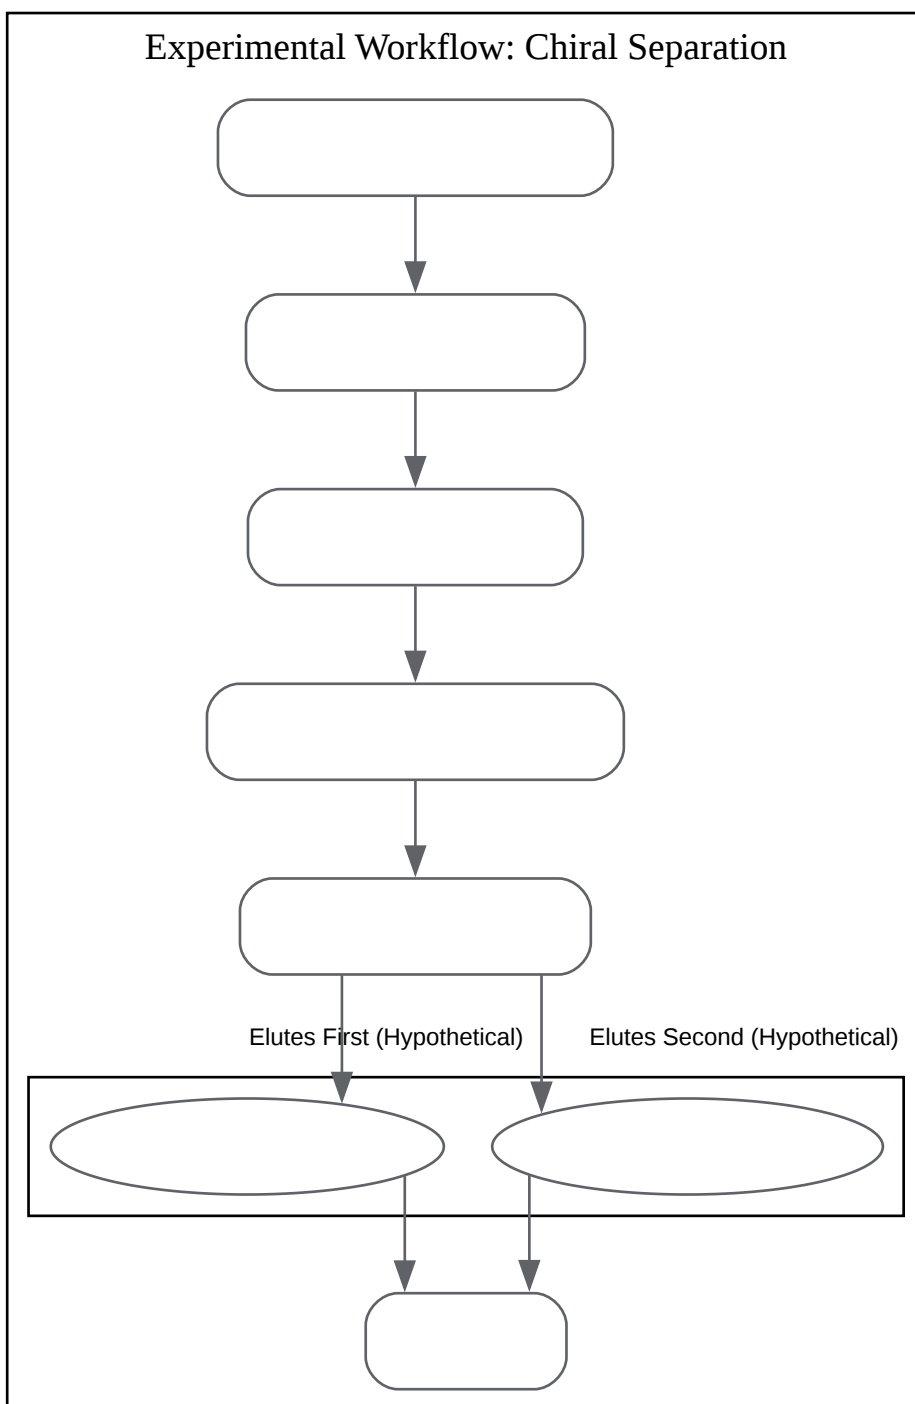 Experimental Workflow: Chiral Separation
Elutes First (Hypothetical)
Elutes Second (Hypothetical)